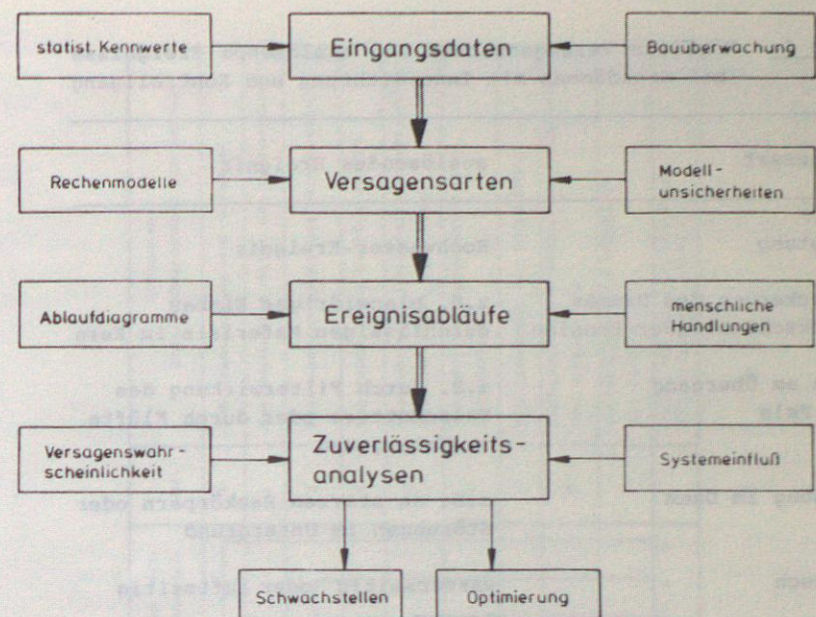 statist. Kennwerte
Eingangsdaten
Bauüberwachung
Rechenmodelle
Versagensarten
Modell-
unsicherheiten
Ablaufdiagramme
Ereignisabläufe
menschliche
Handlungen
Versagenswahr-
scheinlichkeit
Zuverlässigkeits-
analysen
Systemeinfluß
Schwachstellen
Optimierung